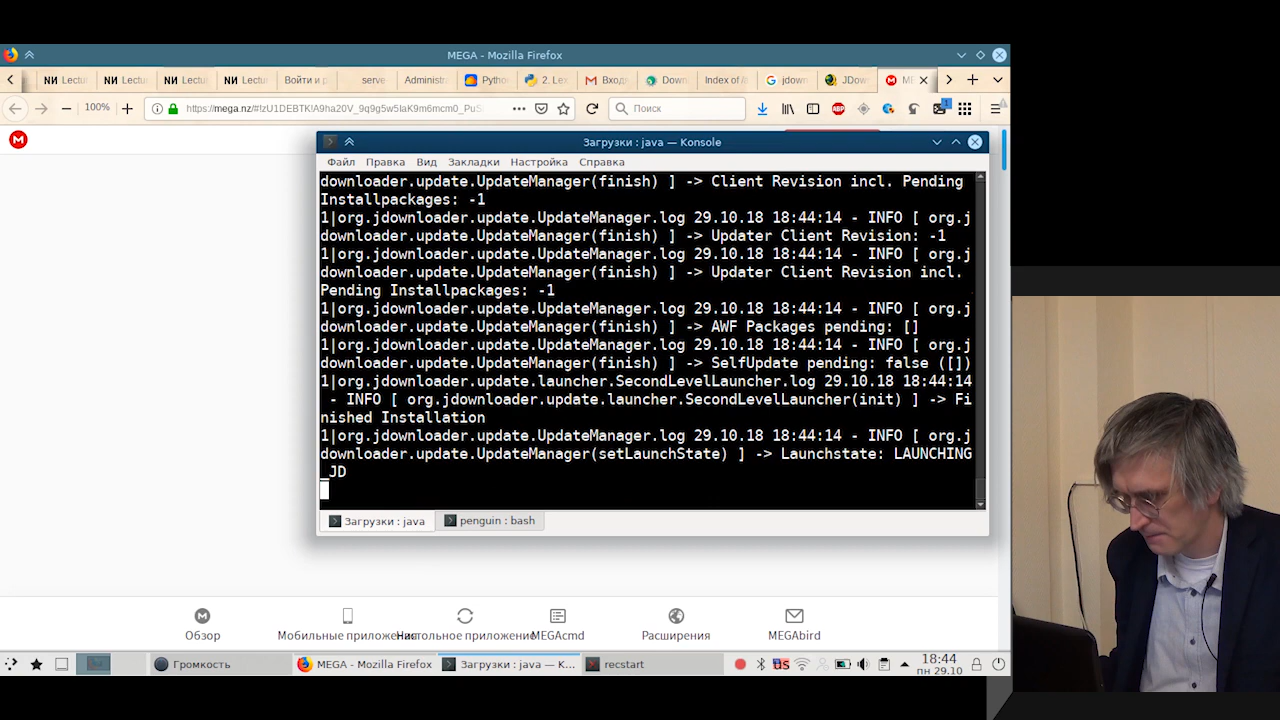 MEGA - Mozilla Firefox
Lectu
Lectu
Lectu
Lectu
Войти и р
serve
Administr
Python
2. Lex
Вход
Down
Index of /
jdown
JDow
100%
https://mega.nz/#!zU1DEBTK!A9ha20V_9q9g5w5IaK9m6mcm0_PuS
Поиск
ABP
1
Загрузки : java — Konsole
Файл Правка Вид Закладки Настройка Справка
downloader.update.UpdateManager(finish) ] -> Client Revision incl. Pending
Installpackages: -1
1|org.jdownloader.update.UpdateManager.log 29.10.18 18:44:14 - INFO [ org.j
downloader.update.UpdateManager(finish) ] -> Updater Client Revision: -1
1|org.jdownloader.update.UpdateManager.log 29.10.18 18:44:14 - INFO [ org.j
downloader.update.UpdateManager(finish) ] -> Updater Client Revision incl.
Pending Installpackages: -1
1|org.jdownloader.update.UpdateManager.log 29.10.18 18:44:14 - INFO [ org.j
downloader.update.UpdateManager(finish) ] -> AWF Packages pending: []
1|org.jdownloader.update.UpdateManager.log 29.10.18 18:44:14 - INFO [ org.j
downloader.update.UpdateManager(finish) ] -> SelfUpdate pending: false ([])
1|org.jdownloader.update.launcher.SecondLevelLauncher.log 29.10.18 18:44:14
- INFO [ org.jdownloader.update.launcher.SecondLevelLauncher(init) ] -> Fi
nished Installation
1|org.jdownloader.update.UpdateManager.log 29.10.18 18:44:14 - INFO [ org.j
downloader.update.UpdateManager(setLaunchState) ] -> Launchstate: LAUNCHING
_JD
Загрузки : java
penguin : bash
Обзор
Мобильные приложения
Настольное приложение
MEGAcmd
Расширения
MEGAbird
Громкость
MEGA - Mozilla Firefox
Загрузки : java — K...
recstart
US
18:44
пн 29.10